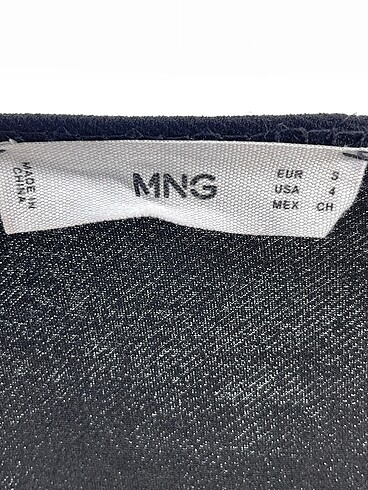 MADE IN
CHINA
MNG
EUR S
USA 4
MEX CH